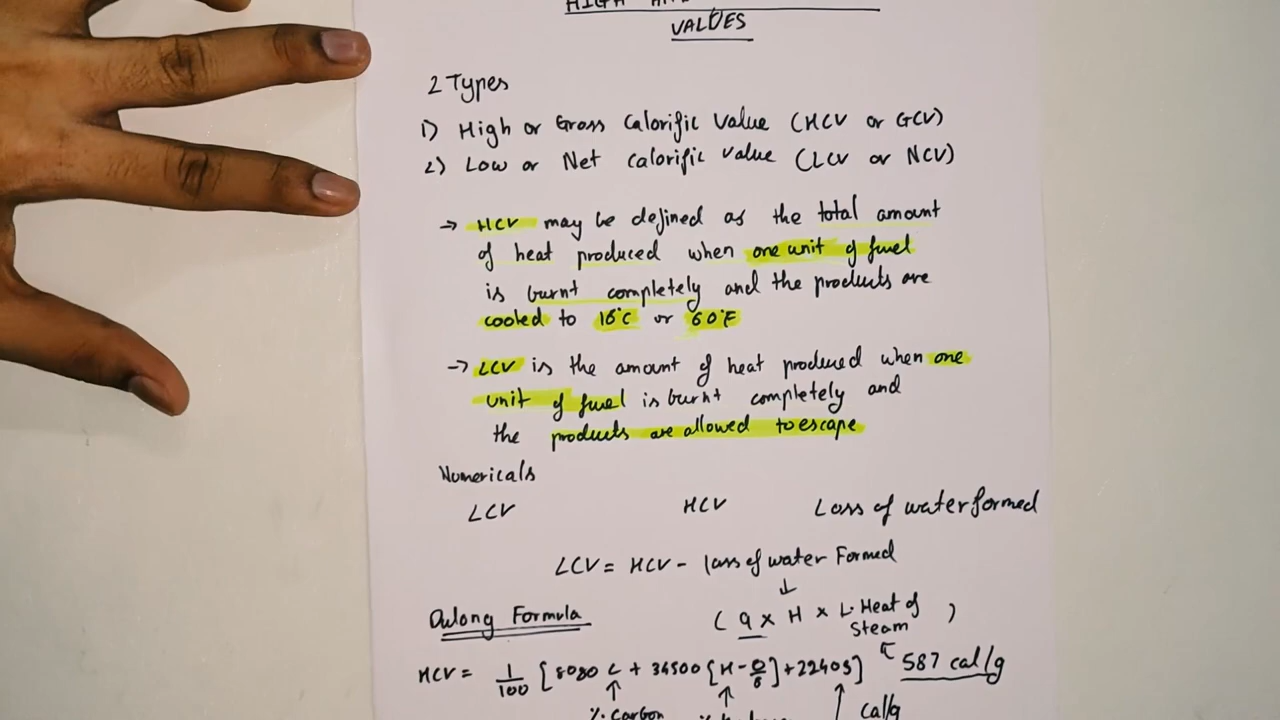 HIGH
VALUES
2 Types
1) High or Gross Calorific Value (HCV or GCV)
2) Low or Net calorific value (LCV or NCV)
→ HCV may be defined as the total amount
of heat produced when one unit of fuel
is burnt completely and the products are
cooled to 16°C or 60°F
→ LCV is the amount of heat produced when one
unit of fuel is burnt completely and
the products are allowed to escape
Numericals
LCV HCV Loss of water formed
LCV = HCV - loss of water Formed
↓
Dulong Formula ( 9 x H x L. Heat of
Steam )
HCV = 1/100 [8080 C + 34500 [H - O/8] + 2240S] 587 cal/g
% Carbon cal/g